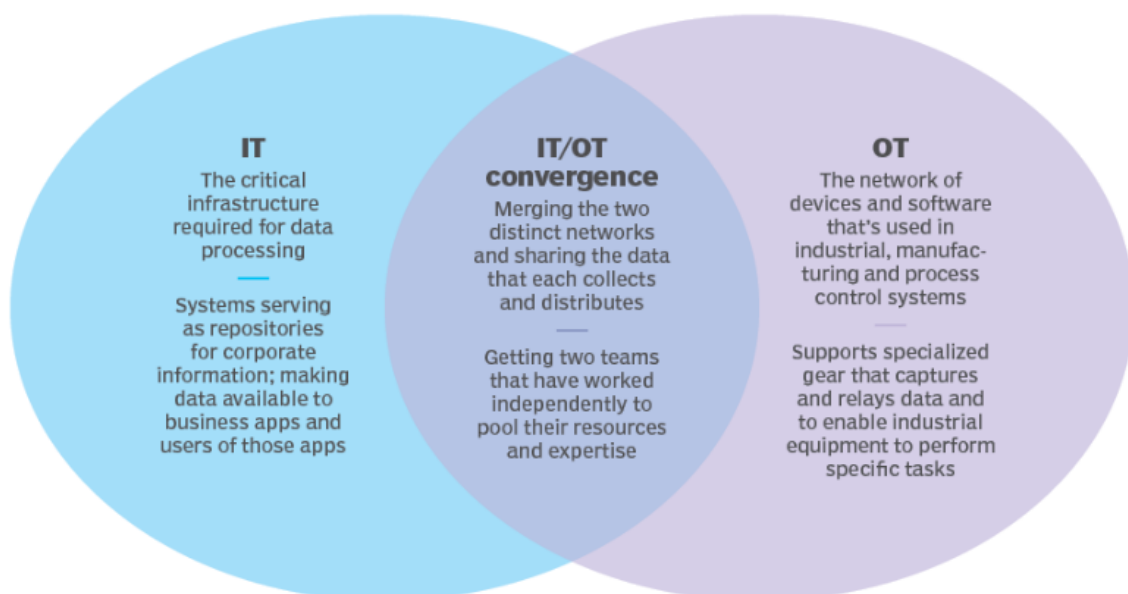 IT
The critical
infrastructure
required for data
processing
Systems serving
as repositories
for corporate
information; making
data available to
business apps and
users of those apps
IT/OT
convergence
Merging the two
distinct networks
and sharing the data
that each collects
and distributes
Getting two teams
that have worked
independently to
pool their resources
and expertise
OT
The network of
devices and software
that's used in
industrial, manufac-
turing and process
control systems
Supports specialized
gear that captures
and relays data and
to enable industrial
equipment to perform
specific tasks